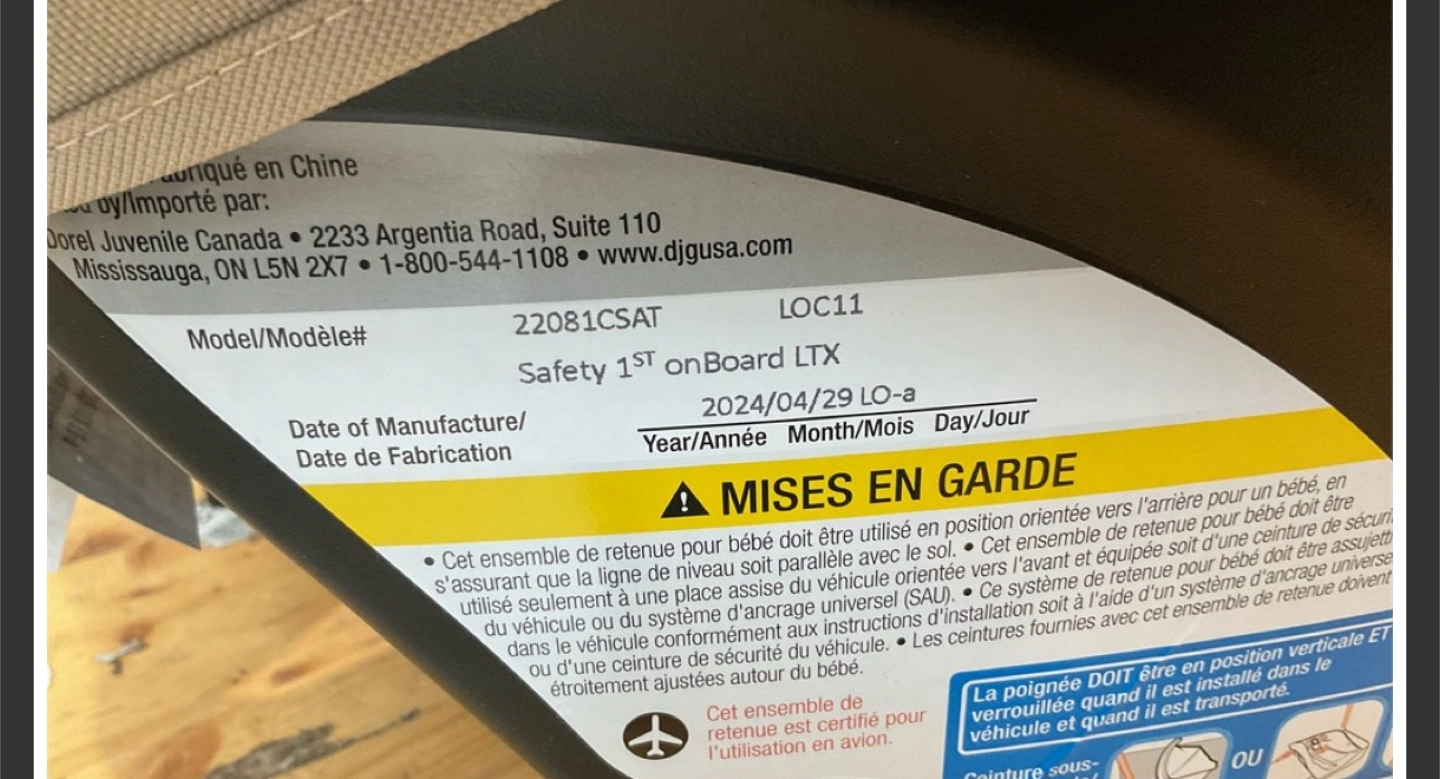 en Chine
Importé par:
Dorel Juvenile Canada • 2233 Argentia Road, Suite 110
Mississauga, ON L5N 2X7 • 1-800-544-1108 • www.djgusa.com
Model/Modèle# 22081CSAT LOC11
Safety 1ST onBoard LTX
Date of Manufacture/ 2024/04/29 LO-a
Date de Fabrication Year/Année Month/Mois Day/Jour
MISES EN GARDE
• Cet ensemble de retenue pour bébé doit être utilisé en position orientée vers l'arrière pour un bébé, en
s'assurant que la ligne de niveau soit parallèle avec le sol. • Cet ensemble de retenue pour bébé doit être
utilisé seulement à une place assise du véhicule orientée vers l'avant et équipée soit d'une ceinture de
du véhicule ou du système d'ancrage universel (SAU). • Ce système de retenue pour bébé doit être
dans le véhicule conformément aux instructions d'installation soit à l'aide d'un système d'ancrage
ou d'une ceinture de sécurité du véhicule. • Les ceintures fournies avec cet ensemble de retenue doivent
étroitement ajustées autour du bébé.
Cet ensemble de
retenue est certifié pour
l'utilisation en avion.
La poignée DOIT être en position verticale ET
verrouillée quand il est installé dans le
véhicule et quand il est transporté.
Ceinture sous-
OU